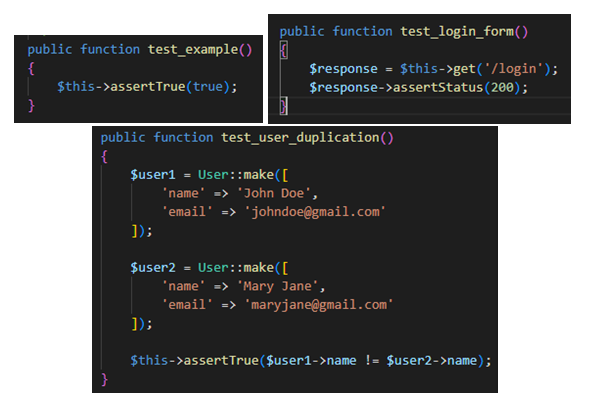 public function test_example()
{
    $this->assertTrue(true);
}
public function test_login_form()
{
    $response = $this->get('/login');
    $response->assertStatus(200);
}
public function test_user_duplication()
{
    $user1 = User::make([
        'name' => 'John Doe',
        'email' => 'johndoe@gmail.com'
    ]);

    $user2 = User::make([
        'name' => 'Mary Jane',
        'email' => 'maryjane@gmail.com'
    ]);

    $this->assertTrue($user1->name != $user2->name);
}